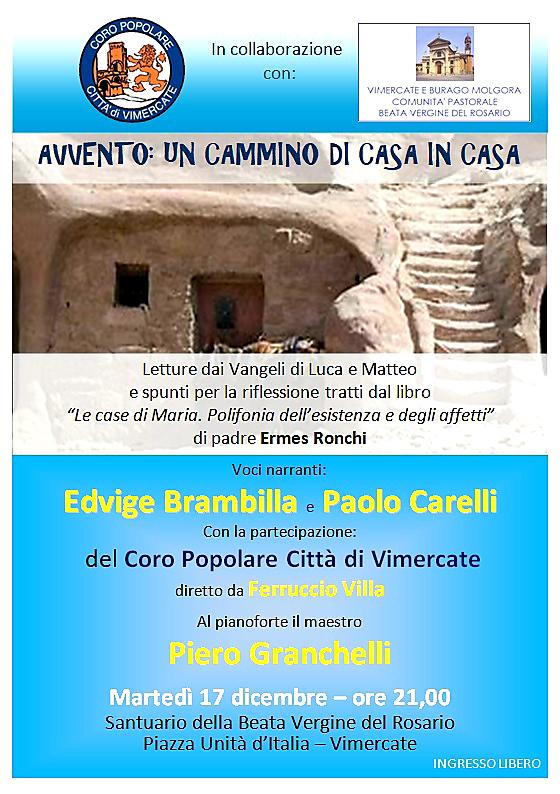 CORO POPOLARE
CITTÀ di VIMERCATE
In collaborazione
con:
VIMERCATE E BURAGO MOLGORA
COMUNITA' PASTORALE
BEATA VERGINE DEL ROSARIO
AVVENTO: UN CAMMINO DI CASA IN CASA
Letture dai Vangeli di Luca e Matteo
e spunti per la riflessione tratti dal libro
“Le case di Maria. Polifonia dell’esistenza e degli affetti”
di padre Ermes Ronchi
Voci narranti:
Edvige Brambilla e Paolo Carelli
Con la partecipazione:
del Coro Popolare Città di Vimercate
diretto da Ferruccio Villa
Al pianoforte il maestro
Piero Granchelli
Martedì 17 dicembre – ore 21,00
Santuario della Beata Vergine del Rosario
Piazza Unità d’Italia – Vimercate
INGRESSO LIBERO